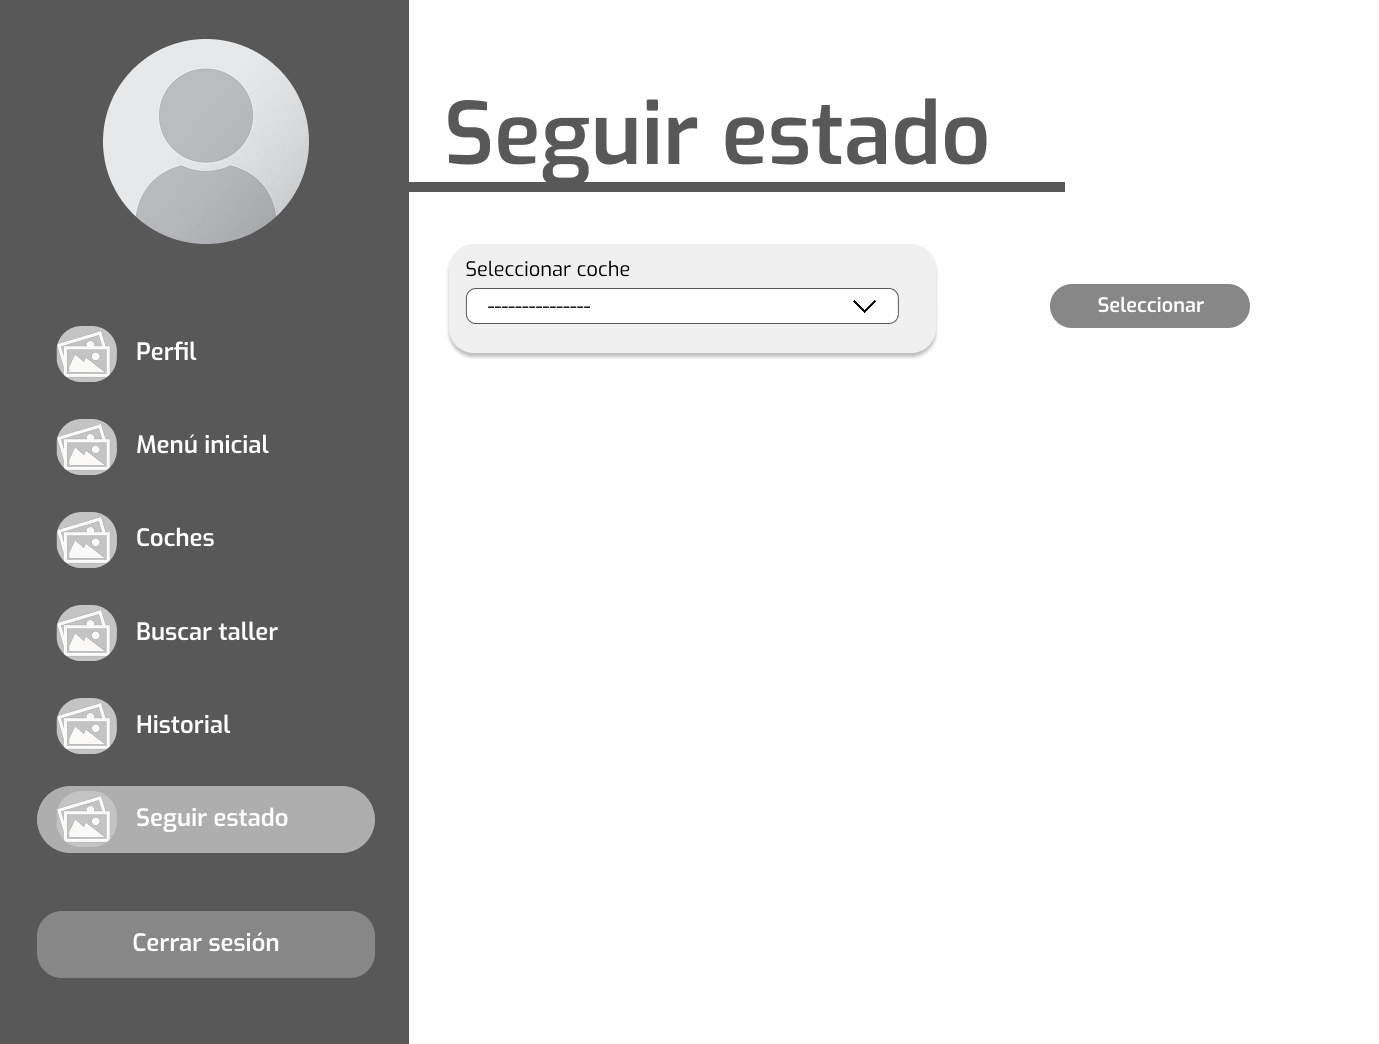 Seguir estado
Seleccionar coche
---------------
Seleccionar
Perfil
Menú inicial
Coches
Buscar taller
Historial
Seguir estado
Cerrar sesión